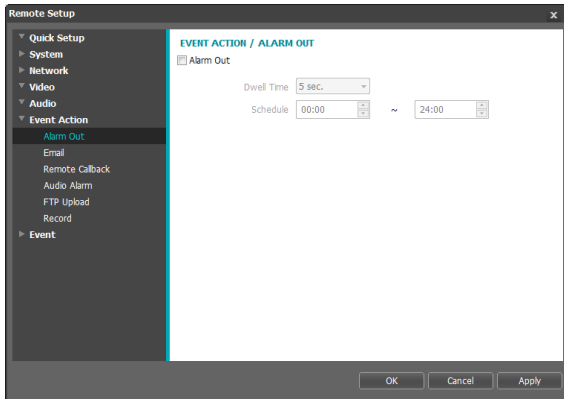 Remote Setup x
Quick Setup
System
Network
Video
Audio
Event Action
Alarm Out
Email
Remote Callback
Audio Alarm
FTP Upload
Record
Event
EVENT ACTION / ALARM OUT
Alarm Out
Dwell Time 5 sec.
Schedule 00:00 ~ 24:00
OK Cancel Apply